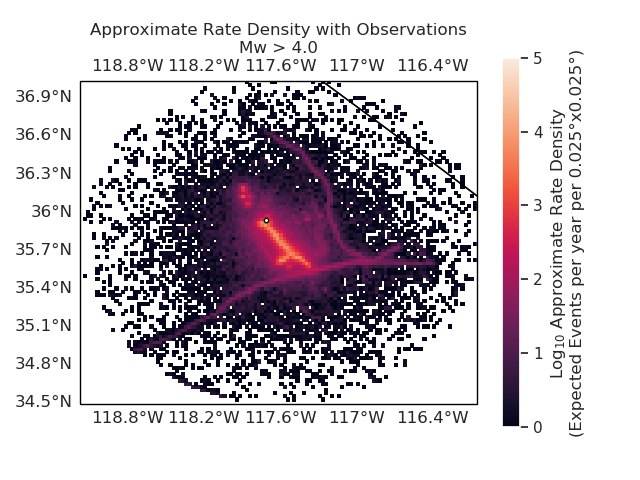 Approximate Rate Density with Observations
Mw > 4.0
118.8°W 118.2°W 117.6°W 117°W 116.4°W
36.9°N
36.6°N
36.3°N
36°N
35.7°N
35.4°N
35.1°N
34.8°N
34.5°N
118.8°W 118.2°W 117.6°W 117°W 116.4°W
5
4
3
2
1
0
Log₁₀ Approximate Rate Density
(Expected Events per year per 0.025°x0.025°)